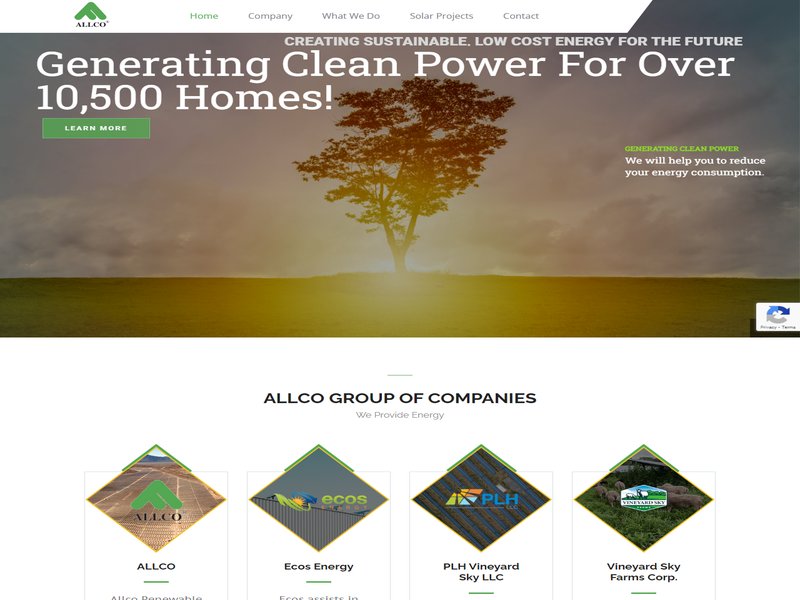 ALLCO
Home
Company
What We Do
Solar Projects
Contact
CREATING SUSTAINABLE. LOW COST ENERGY FOR THE FUTURE
Generating Clean Power For Over
10,500 Homes!
LEARN MORE
GENERATING CLEAN POWER
We will help you to reduce
your energy consumption.
Privacy - Terms
ALLCO GROUP OF COMPANIES
We Provide Energy
ALLCO
ecos
ENERGY
PLH
LLC
VINEYARD SKY
FARMS
ALLCO
Ecos Energy
PLH Vineyard
Sky LLC
Vineyard Sky
Farms Corp.
Allco Renewable
Ecos assists in